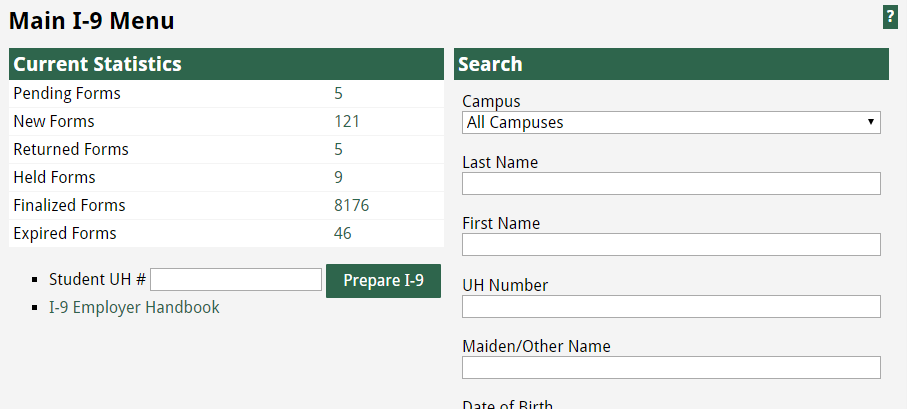 Main I-9 Menu
?
Current Statistics
Pending Forms 5
New Forms 121
Returned Forms 5
Held Forms 9
Finalized Forms 8176
Expired Forms 46
Student UH # Prepare I-9
I-9 Employer Handbook
Search
Campus
All Campuses
Last Name
First Name
UH Number
Maiden/Other Name
Date of Birth